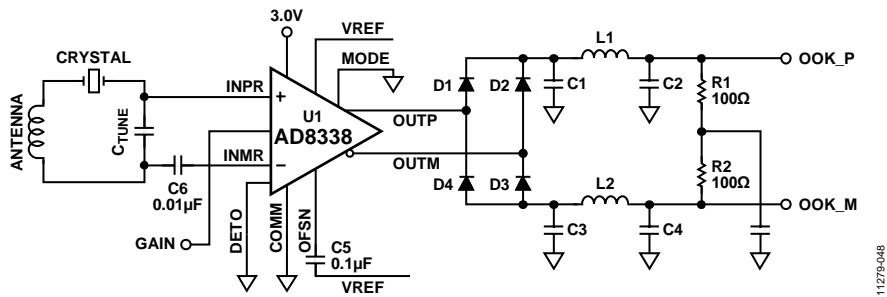 3.0V
VREF
MODE
CRYSTAL
L1
OOK_P
ANTENNA
CTUNE
INPR
+
U1
AD8338
D1
D2
C1
C2
R1
100Ω
OUTP
INMR
−
OUTM
C6
0.01µF
D4
D3
L2
R2
100Ω
OOK_M
GAIN
DETO
COMM
OFSN
C5
0.1µF
VREF
C3
C4
11279-048